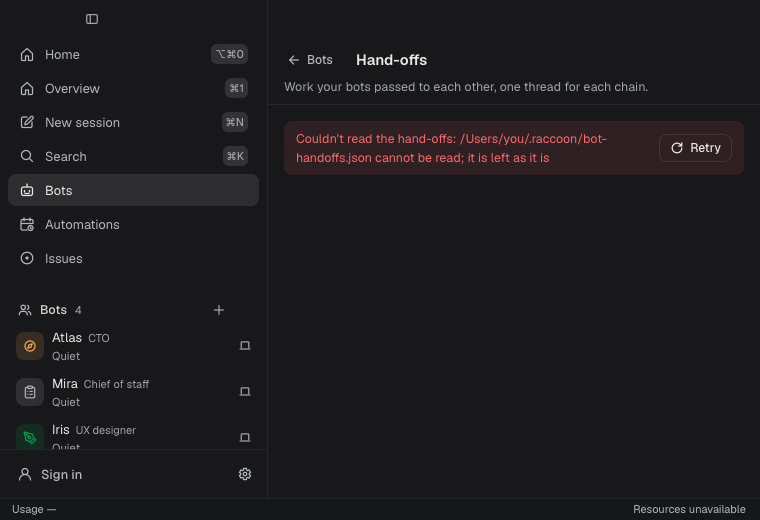 Home ⌥⌘0
Overview ⌘1
New session ⌘N
Search ⌘K
Bots
Automations
Issues
Bots 4
Atlas CTO
Quiet
Mira Chief of staff
Quiet
Iris UX designer
Quiet
Sign in
Bots Hand-offs
Work your bots passed to each other, one thread for each chain.
Couldn't read the hand-offs: /Users/you/.raccoon/bot-
handoffs.json cannot be read; it is left as it is
Retry
Usage —
Resources unavailable